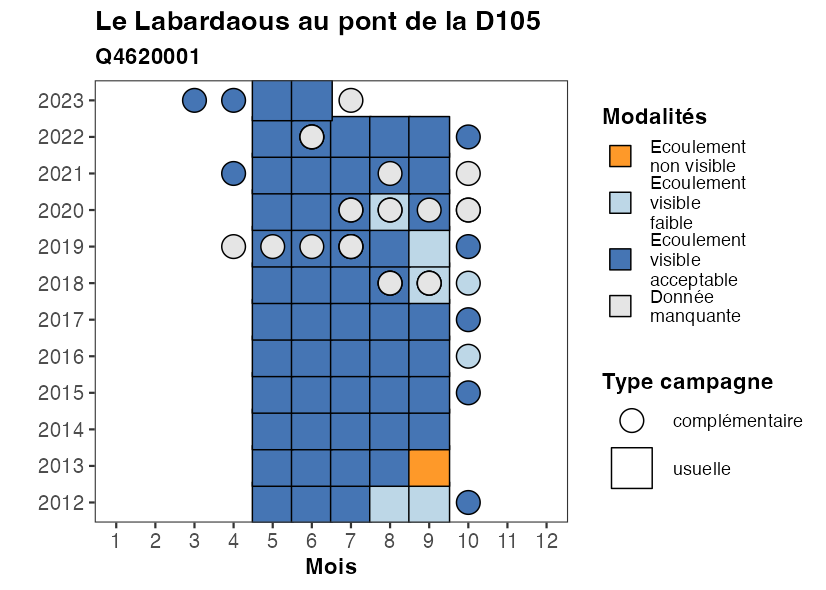 Le Labardaous au pont de la D105
Q4620001
2023
2022
2021
2020
2019
2018
2017
2016
2015
2014
2013
2012
1 2 3 4 5 6 7 8 9 10 11 12
Mois
Modalités
Ecoulement
non visible
Ecoulement
visible
faible
Ecoulement
visible
acceptable
Donnée
manquante
Type campagne
complémentaire
usuelle